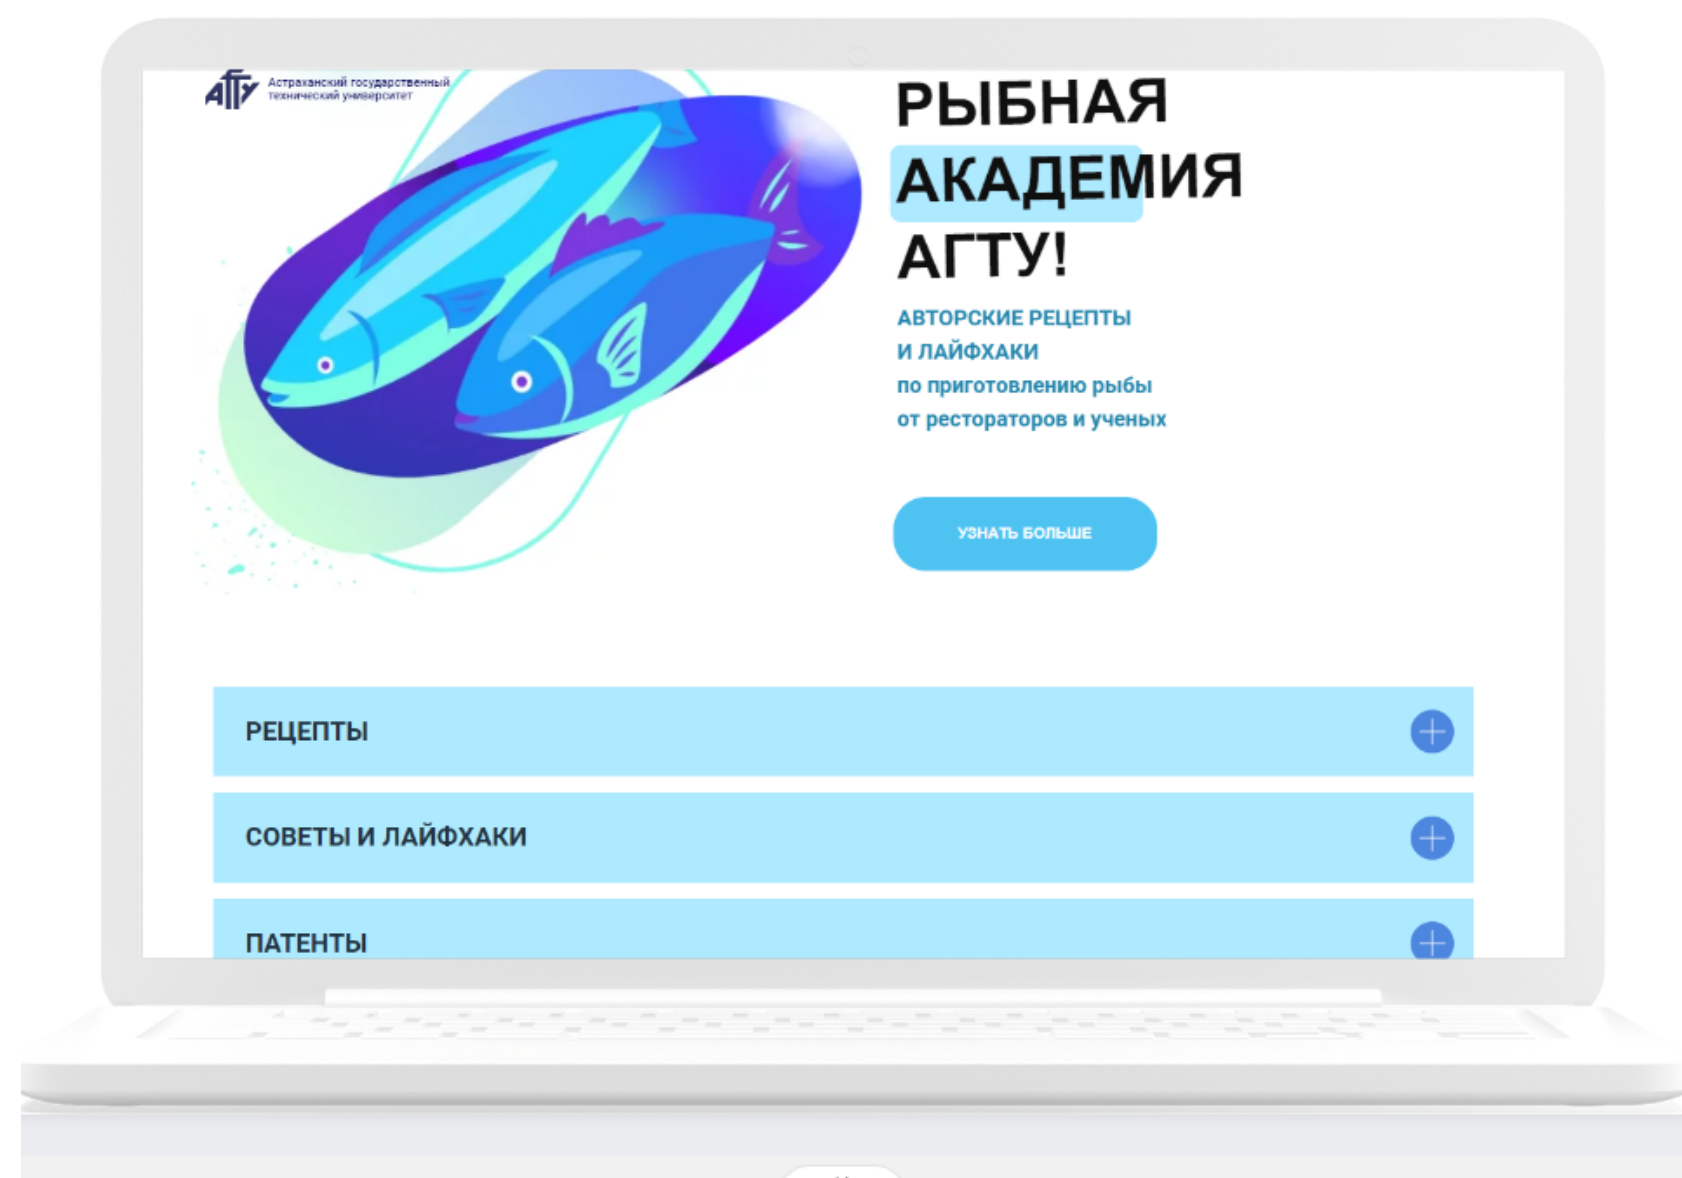 АГТУ
Астраханский государственный
технический университет
РЫБНАЯ
АКАДЕМИЯ
АГТУ!
АВТОРСКИЕ РЕЦЕПТЫ
И ЛАЙФХАКИ
по приготовлению рыбы
от рестораторов и ученых
УЗНАТЬ БОЛЬШЕ
РЕЦЕПТЫ
СОВЕТЫ И ЛАЙФХАКИ
ПАТЕНТЫ